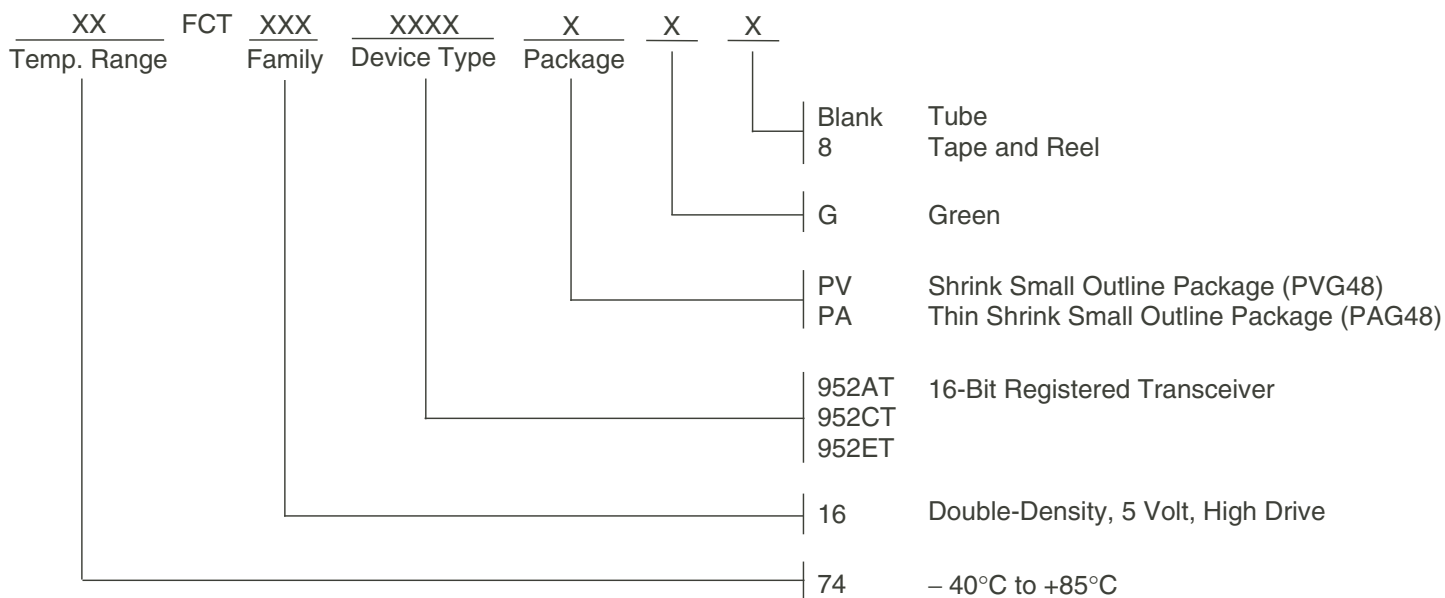 XX FCT XXX XXXX X X X
Temp. Range Family Device Type Package
Blank Tube
8 Tape and Reel
G Green
PV Shrink Small Outline Package (PVG48)
PA Thin Shrink Small Outline Package (PAG48)
952AT 16-Bit Registered Transceiver
952CT
952ET
16 Double-Density, 5 Volt, High Drive
74 – 40°C to +85°C